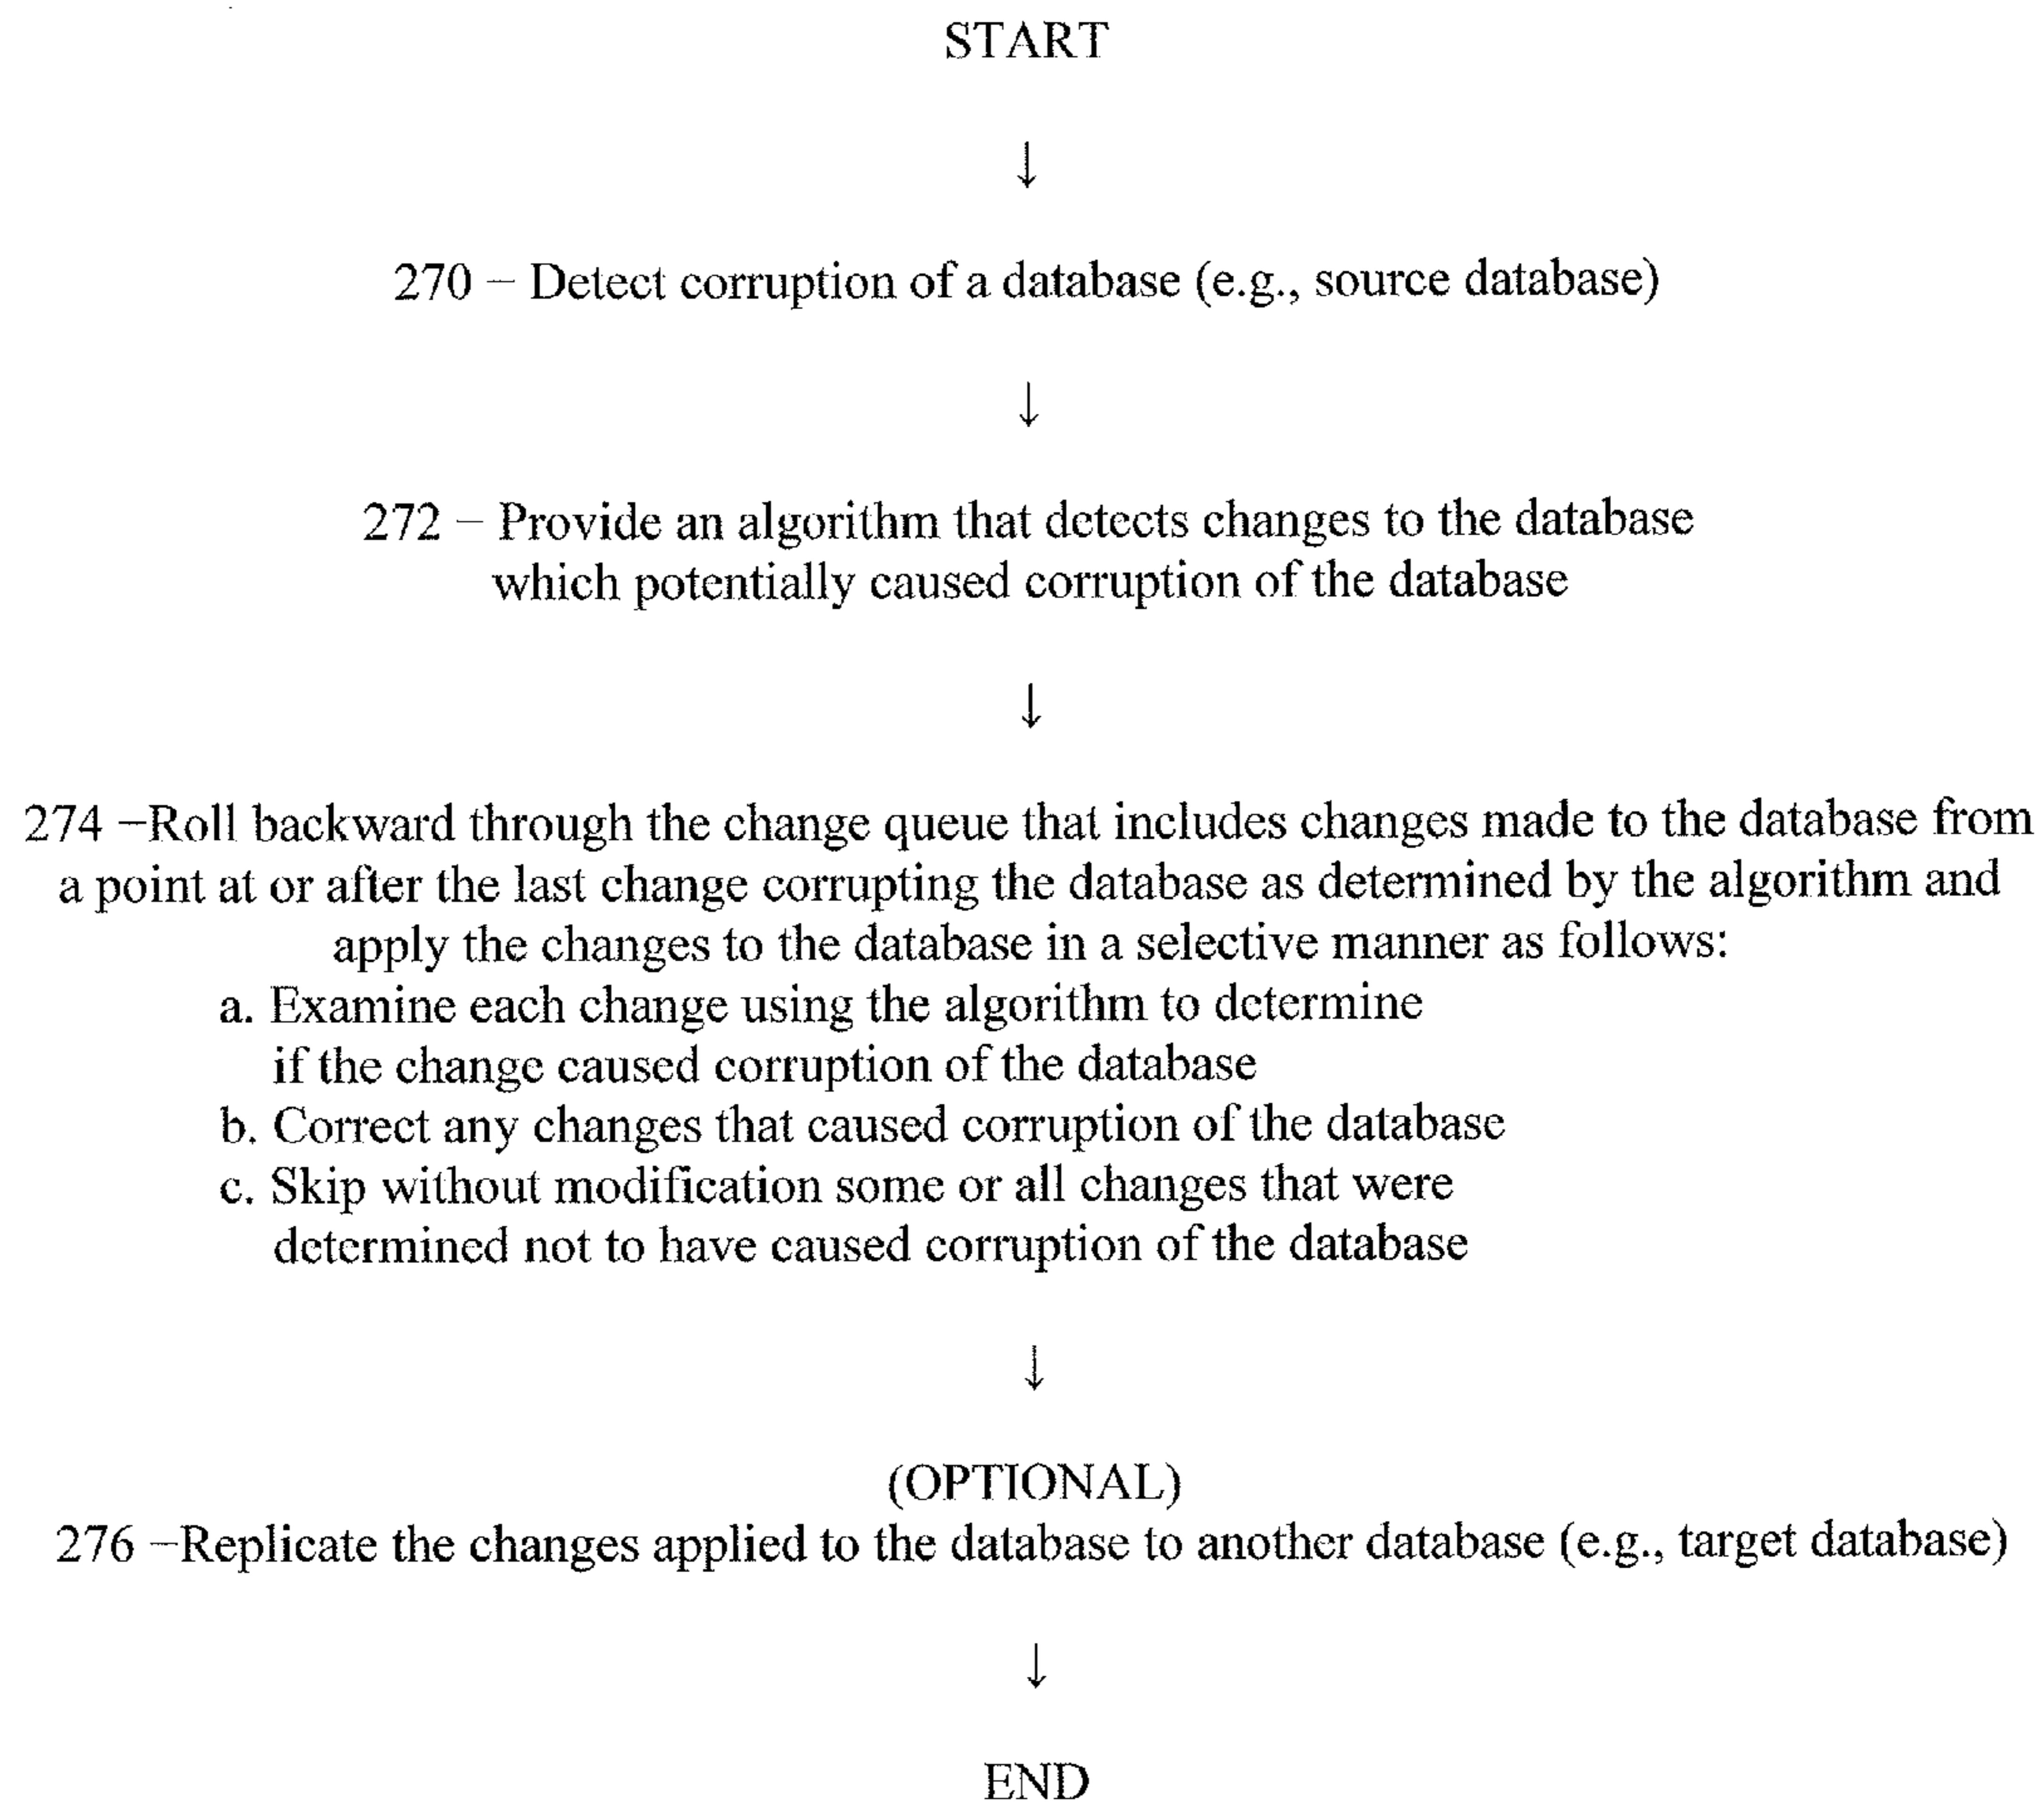 START
↓
270 – Detect corruption of a database (e.g., source database)
↓
272 – Provide an algorithm that detects changes to the database
which potentially caused corruption of the database
↓
274 –Roll backward through the change queue that includes changes made to the database from
a point at or after the last change corrupting the database as determined by the algorithm and
apply the changes to the database in a selective manner as follows:
a. Examine each change using the algorithm to determine
if the change caused corruption of the database
b. Correct any changes that caused corruption of the database
c. Skip without modification some or all changes that were
determined not to have caused corruption of the database
↓
(OPTIONAL)
276 –Replicate the changes applied to the database to another database (e.g., target database)
↓
END